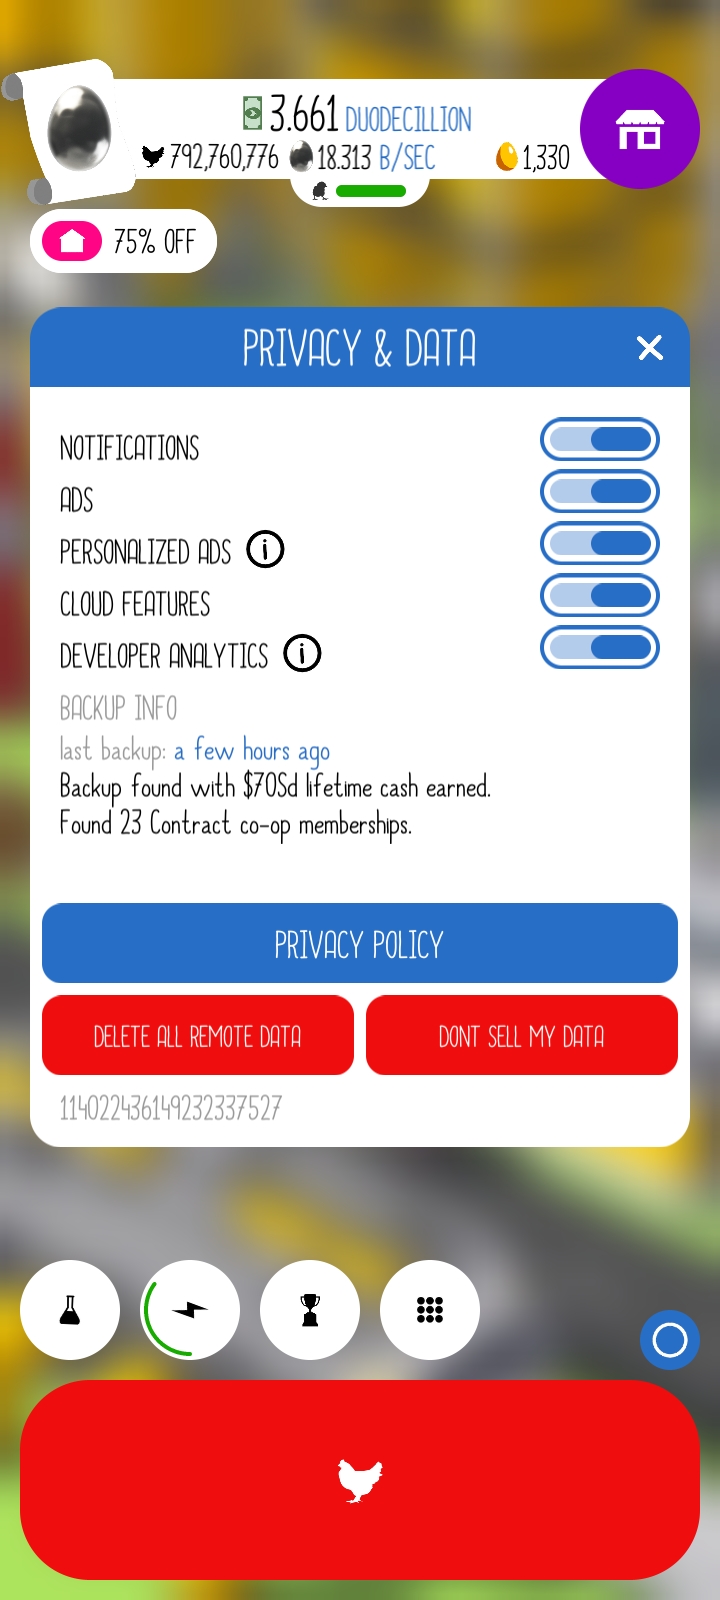 3.661 DUODECILLION
792,760,776 18.313 B/SEC 1,330
75% OFF
PRIVACY & DATA
NOTIFICATIONS
ADS
PERSONALIZED ADS
CLOUD FEATURES
DEVELOPER ANALYTICS
BACKUP INFO
last backup: a few hours ago
Backup found with $70Sd lifetime cash earned.
Found 23 Contract co-op memberships.
PRIVACY POLICY
DELETE ALL REMOTE DATA
DONT SELL MY DATA
114022436149232337527